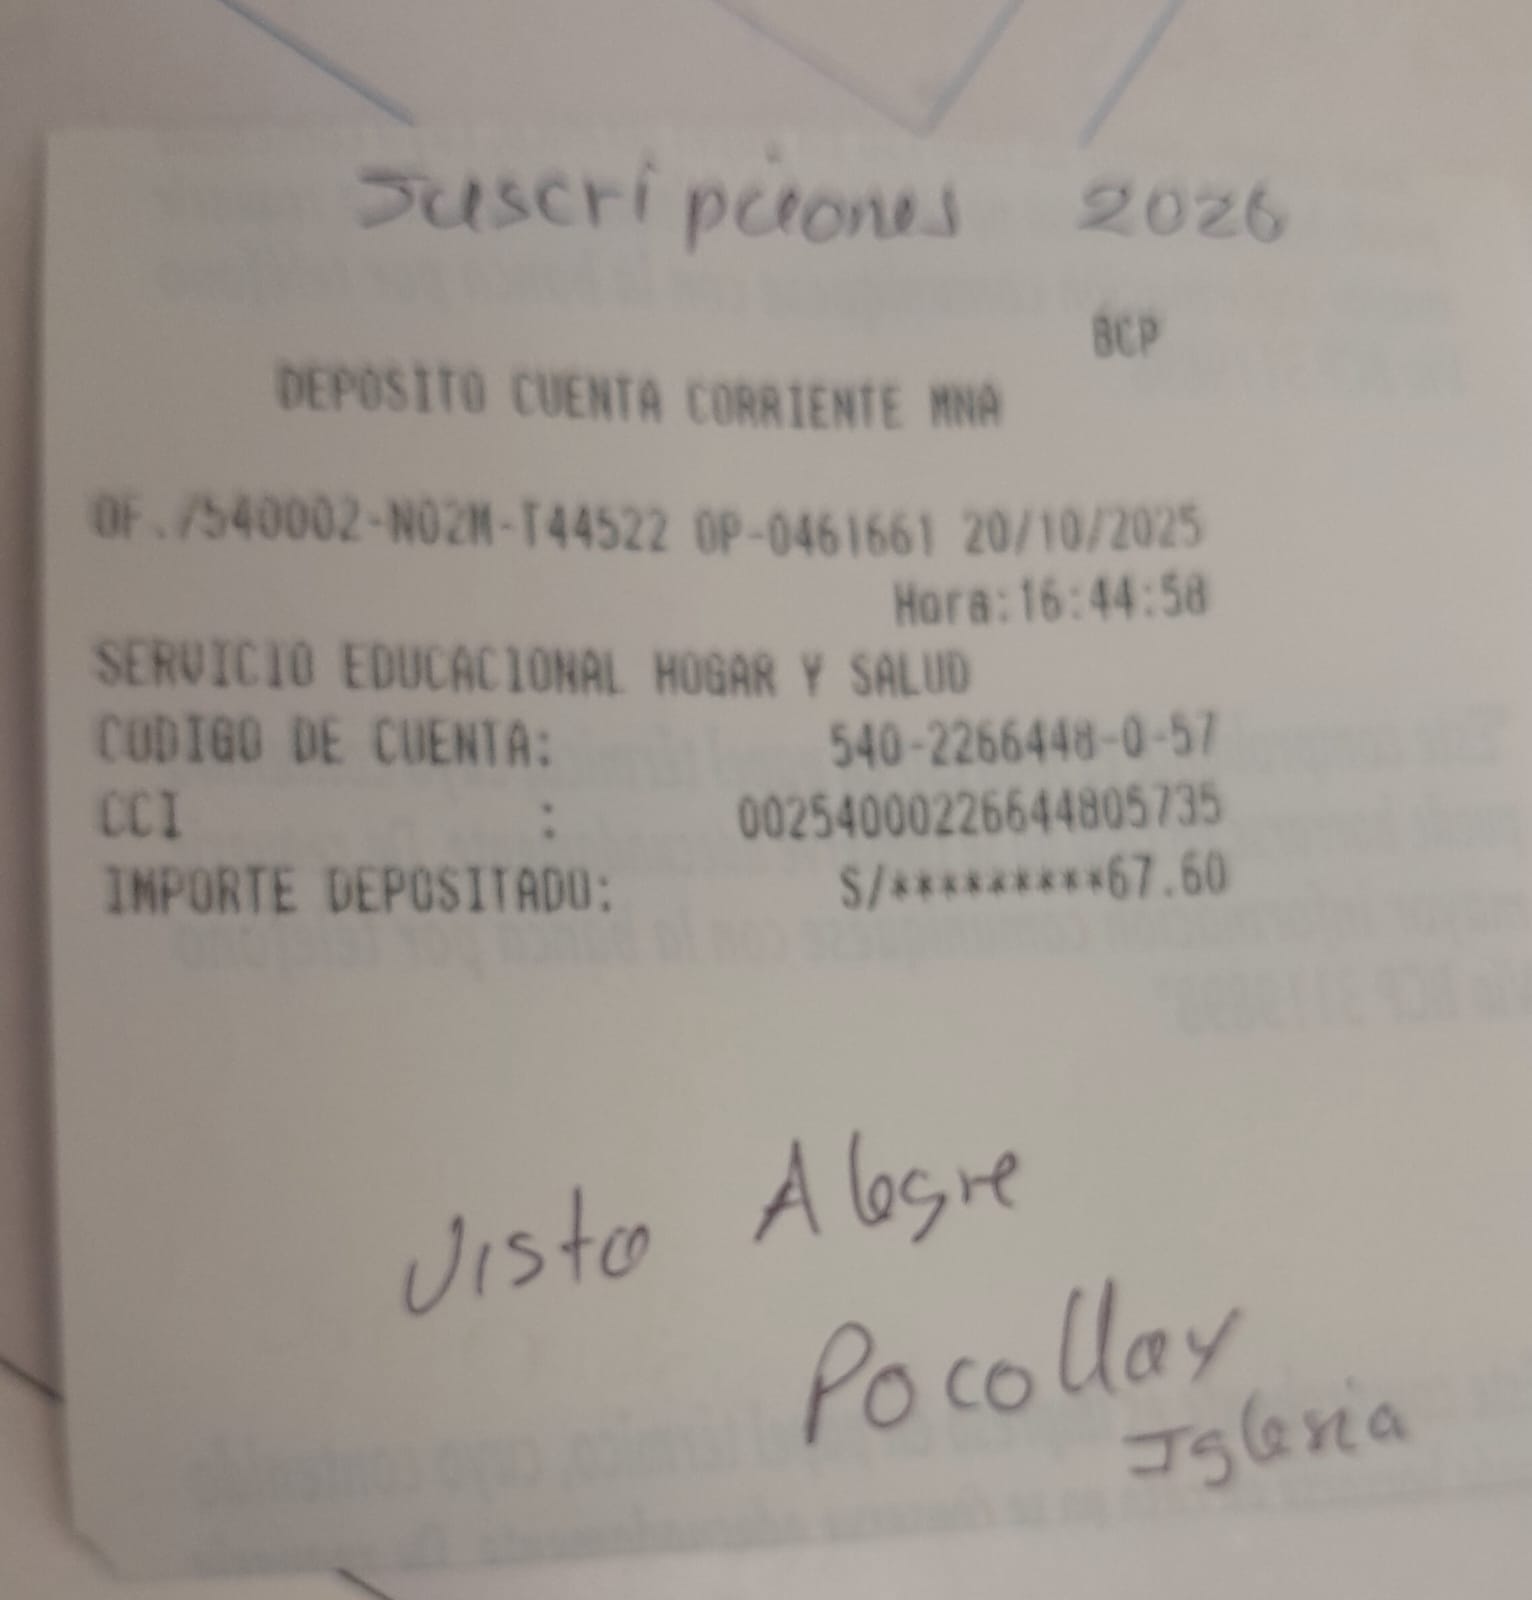 Suscripciones 2026
BCP
DEPOSITO CUENTA CORRIENTE MNA
OF./540002-N02M-T44522 OP-0461661 20/10/2025
Hora:16:44:58
SERVICIO EDUCACIONAL HOGAR Y SALUD
CODIGO DE CUENTA: 540-2266448-0-57
CCI : 00254000226644805735
IMPORTE DEPOSITADO: S/*********67.60
Vista Alegre
Pocollay
Iglesia